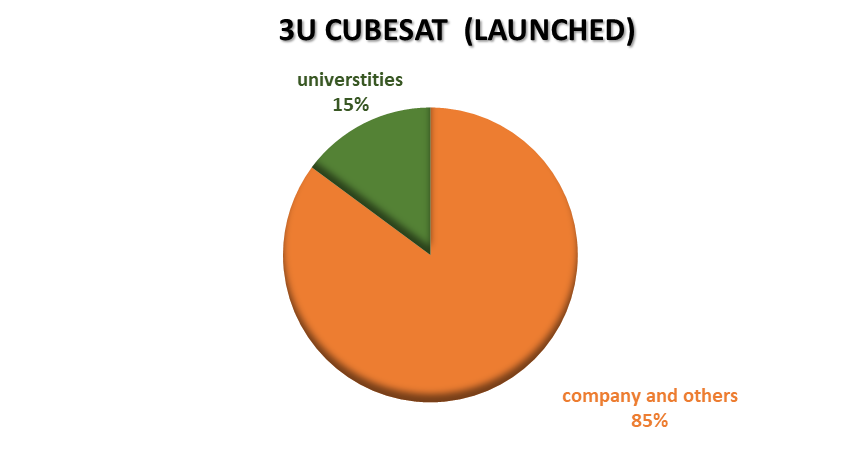 3U CUBESAT  (LAUNCHED)
universtities
15%
company and others
85%